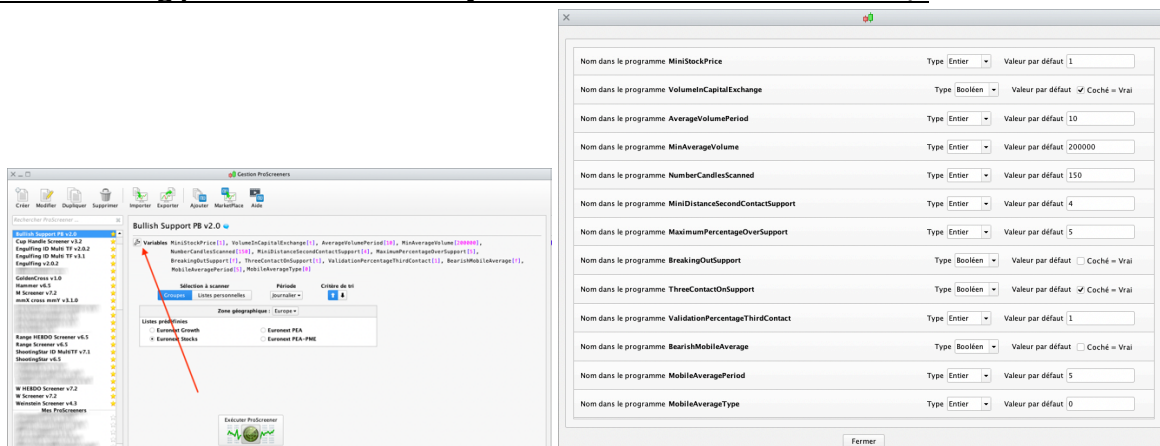 Gestion ProScreeners
Créer Modifier Dupliquer Supprimer Importer Exporter Ajouter MarketPlace Aide
Rechercher ProScreener ...
Bullish Support PB v2.0
Cup Handle Screener v3.2
Engulfing ID Multi TF v2.0.2
Engulfing ID Multi TF v3.1
Engulfing v2.0.2
GoldenCross v1.0
Hammer v6.5
M Screener v7.2
mmX cross mmY v3.1.0
Range HEBDO Screener v6.5
Range Screener v6.5
ShootingStar ID MultiTF v7.1
ShootingStar v6.5
W HEBDO Screener v7.2
W Screener v7.2
Weinstein Screener v4.3
Mes ProScreeners
Bullish Support PB v2.0
Variables MiniStockPrice[1], VolumeInCapitalExchange[t], AverageVolumePeriod[10], MinAverageVolume[200000],
NumberCandlesScanned[150], MiniDistanceSecondContactSupport[4], MaximumPercentageOverSupport[5],
BreakingOutSupport[f], ThreeContactOnSupport[t], ValidationPercentageThirdContact[1], BearishMobileAverage[f],
MobileAveragePeriod[5], MobileAverageType[0]
Sélection à scanner Période Critère de tri
Groupes Listes personnelles Journalier
Zone géographique : Europe
Listes prédéfinies
Euronext Growth Euronext PEA
Euronext Stocks Euronext PEA-PME
Exécuter ProScreener
Nom dans le programme MiniStockPrice Type Entier Valeur par défaut 1
Nom dans le programme VolumeInCapitalExchange Type Booléen Valeur par défaut Coché = Vrai
Nom dans le programme AverageVolumePeriod Type Entier Valeur par défaut 10
Nom dans le programme MinAverageVolume Type Entier Valeur par défaut 200000
Nom dans le programme NumberCandlesScanned Type Entier Valeur par défaut 150
Nom dans le programme MiniDistanceSecondContactSupport Type Entier Valeur par défaut 4
Nom dans le programme MaximumPercentageOverSupport Type Entier Valeur par défaut 5
Nom dans le programme BreakingOutSupport Type Booléen Valeur par défaut Coché = Vrai
Nom dans le programme ThreeContactOnSupport Type Booléen Valeur par défaut Coché = Vrai
Nom dans le programme ValidationPercentageThirdContact Type Entier Valeur par défaut 1
Nom dans le programme BearishMobileAverage Type Booléen Valeur par défaut Coché = Vrai
Nom dans le programme MobileAveragePeriod Type Entier Valeur par défaut 5
Nom dans le programme MobileAverageType Type Entier Valeur par défaut 0
Fermer